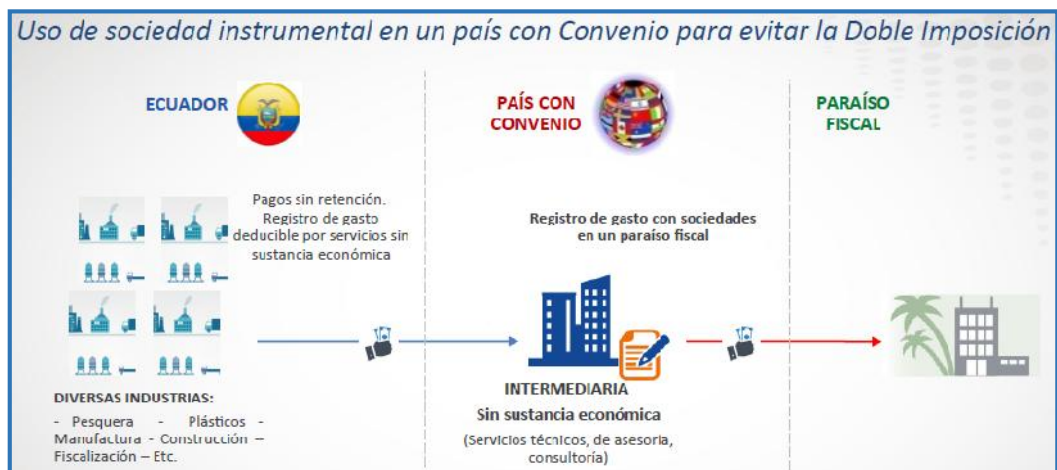 Uso de sociedad instrumental en un país con Convenio para evitar la Doble Imposición
ECUADOR
PAÍS CON
CONVENIO
PARAÍSO
FISCAL
Pagos sin retención.
Registro de gasto
deducible por servicios sin
sustancia económica
Registro de gasto con sociedades
en un paraíso fiscal
DIVERSAS INDUSTRIAS:
- Pesquera - Plásticos -
Manufactura - Construcción –
Fiscalización – Etc.
INTERMEDIARIA
Sin sustancia económica
(Servicios técnicos, de asesoría,
consultoría)